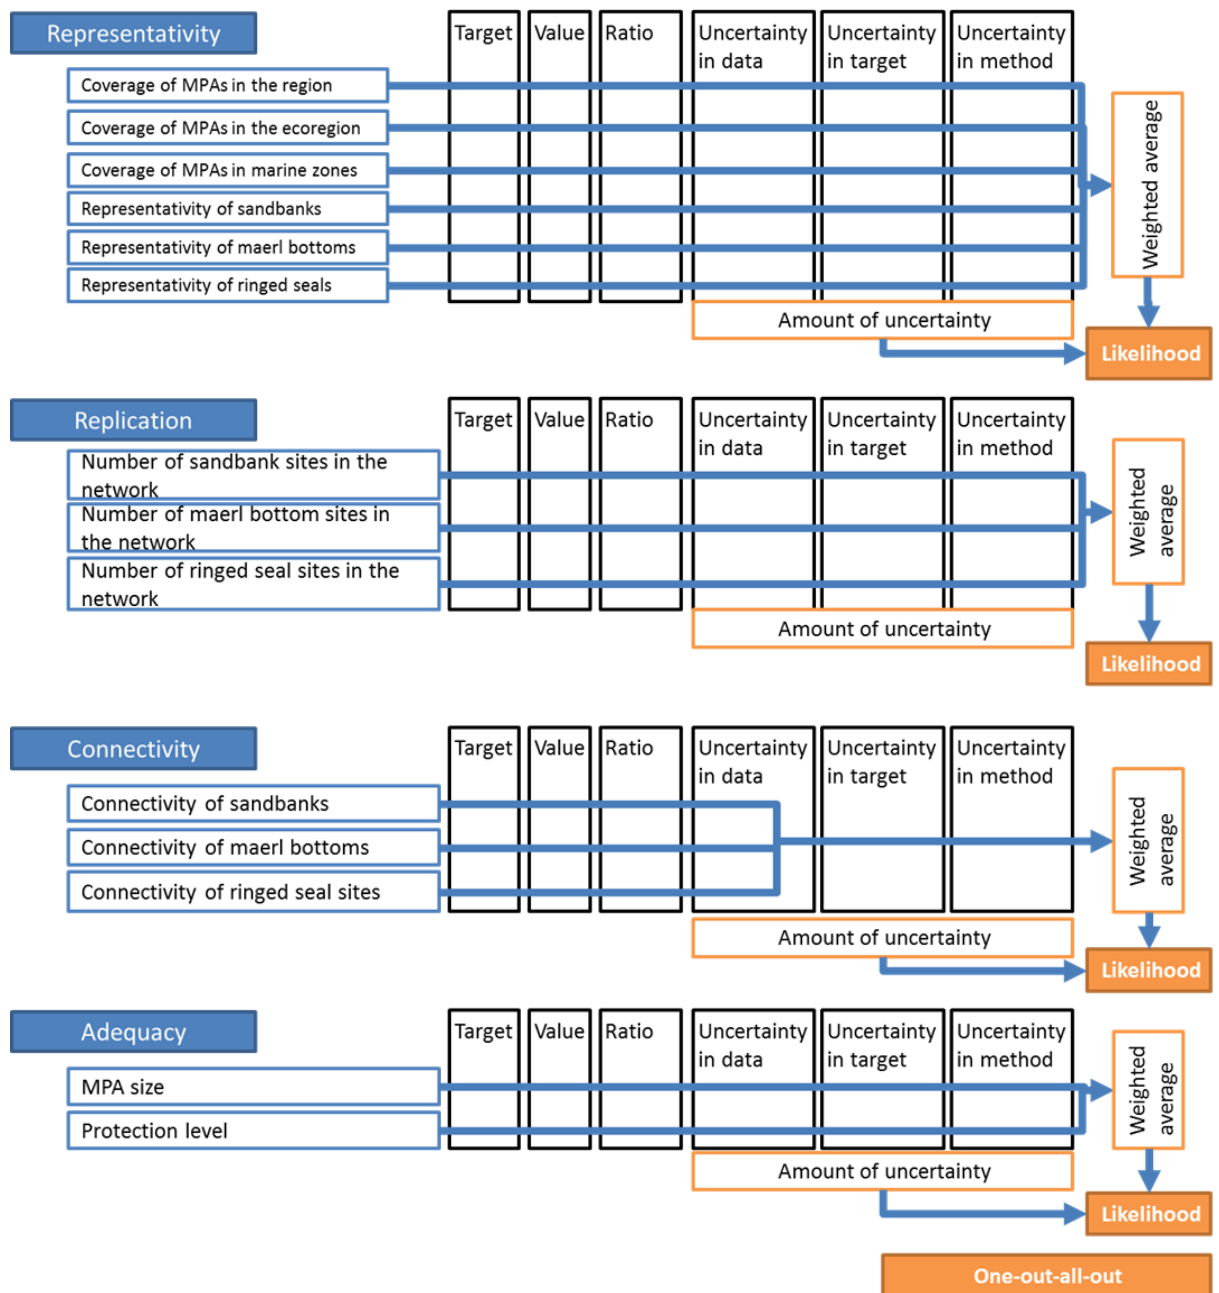 Representativity
Target
Value
Ratio
Uncertainty
in data
Uncertainty
in target
Uncertainty
in method
Coverage of MPAs in the region
Coverage of MPAs in the ecoregion
Coverage of MPAs in marine zones
Representativity of sandbanks
Representativity of maerl bottoms
Representativity of ringed seals
Weighted average
Amount of uncertainty
Likelihood
Replication
Target
Value
Ratio
Uncertainty
in data
Uncertainty
in target
Uncertainty
in method
Number of sandbank sites in the
network
Number of maerl bottom sites in
the network
Number of ringed seal sites in the
network
Weighted
average
Amount of uncertainty
Likelihood
Connectivity
Target
Value
Ratio
Uncertainty
in data
Uncertainty
in target
Uncertainty
in method
Connectivity of sandbanks
Connectivity of maerl bottoms
Connectivity of ringed seal sites
Weighted
average
Amount of uncertainty
Likelihood
Adequacy
Target
Value
Ratio
Uncertainty
in data
Uncertainty
in target
Uncertainty
in method
MPA size
Protection level
Weighted
average
Amount of uncertainty
Likelihood
One-out-all-out